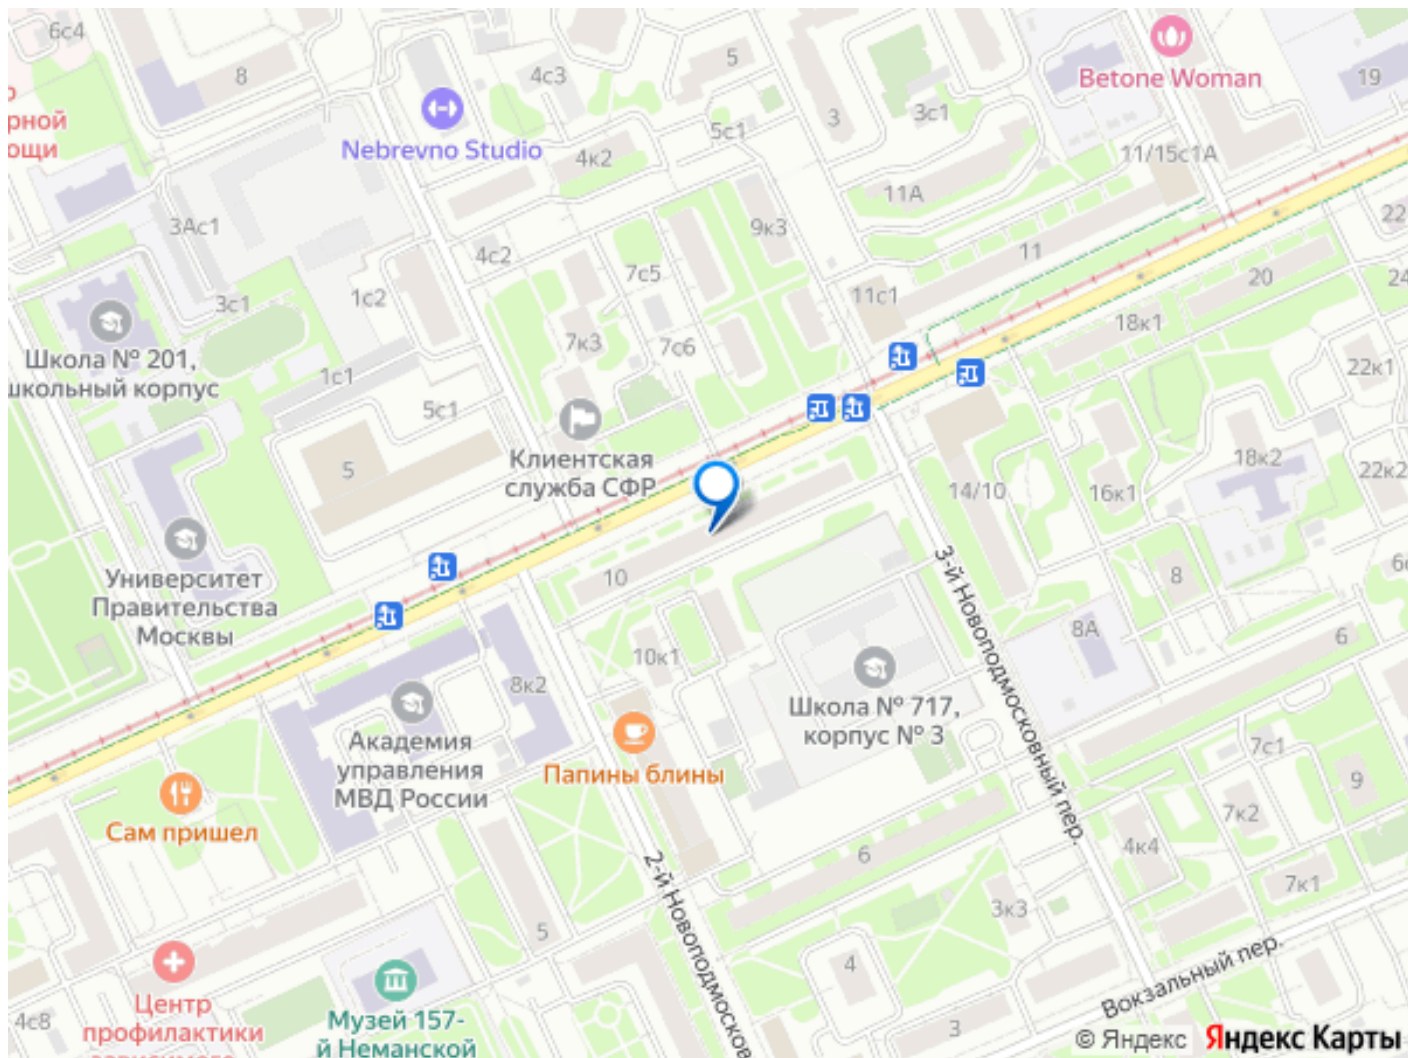 6с4
8
4с3
5
Betone Woman
19
о
рной
ощи
Nebrevno Studio
4к2
5с1
3
3с1
11/15с1А
11А
3Ас1
9к3
22
4с2
7с5
11
20
24
3с1
1с2
11с1
18к1
Школа № 201,
школьный корпус
7к3
7с6
22к1
1с1
5с1
5
Клиентская
служба СФР
18к2
22к2
14/10
16к1
Университет
Правительства
Москвы
10
3-й Новоподмосковный пер.
8
6с
8А
6
10к1
8к2
Школа № 717,
корпус № 3
Академия
управления
МВД России
Папины блины
7с1
9
Сам пришел
7к2
4к4
6
2-й Новоподмосков
7к1
3к3
5
4
Вокзальный пер.
Центр
профилактики
зависимого
4с8
Музей 157-
й Неманской
3
© Яндекс Яндекс Карты